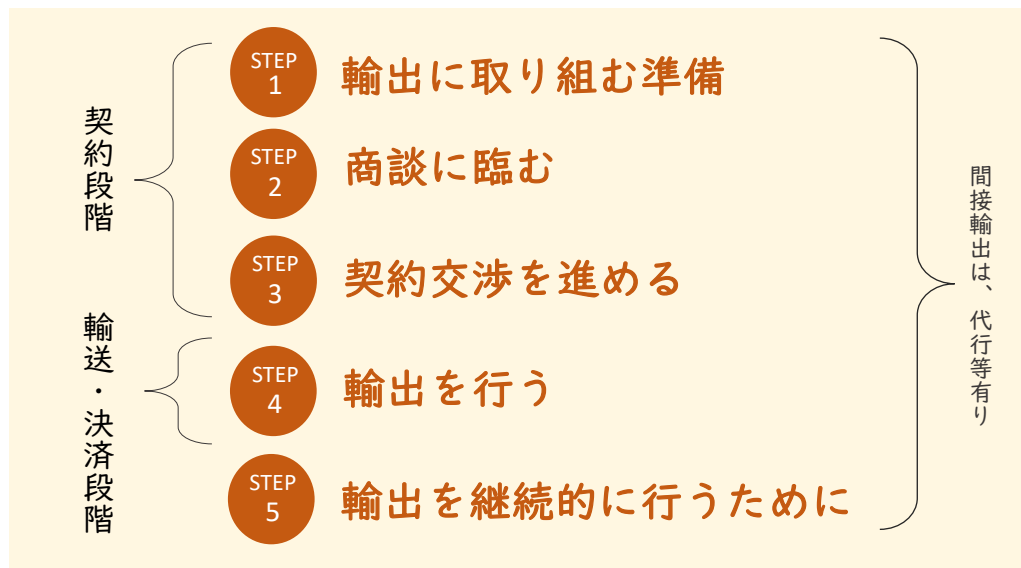 契約段階
STEP
1
輸出に取り組む準備
STEP
2
商談に臨む
STEP
3
契約交渉を進める
輸送・決済段階
STEP
4
輸出を行う
STEP
5
輸出を継続的に行うために
間接輸出は、代行等有り